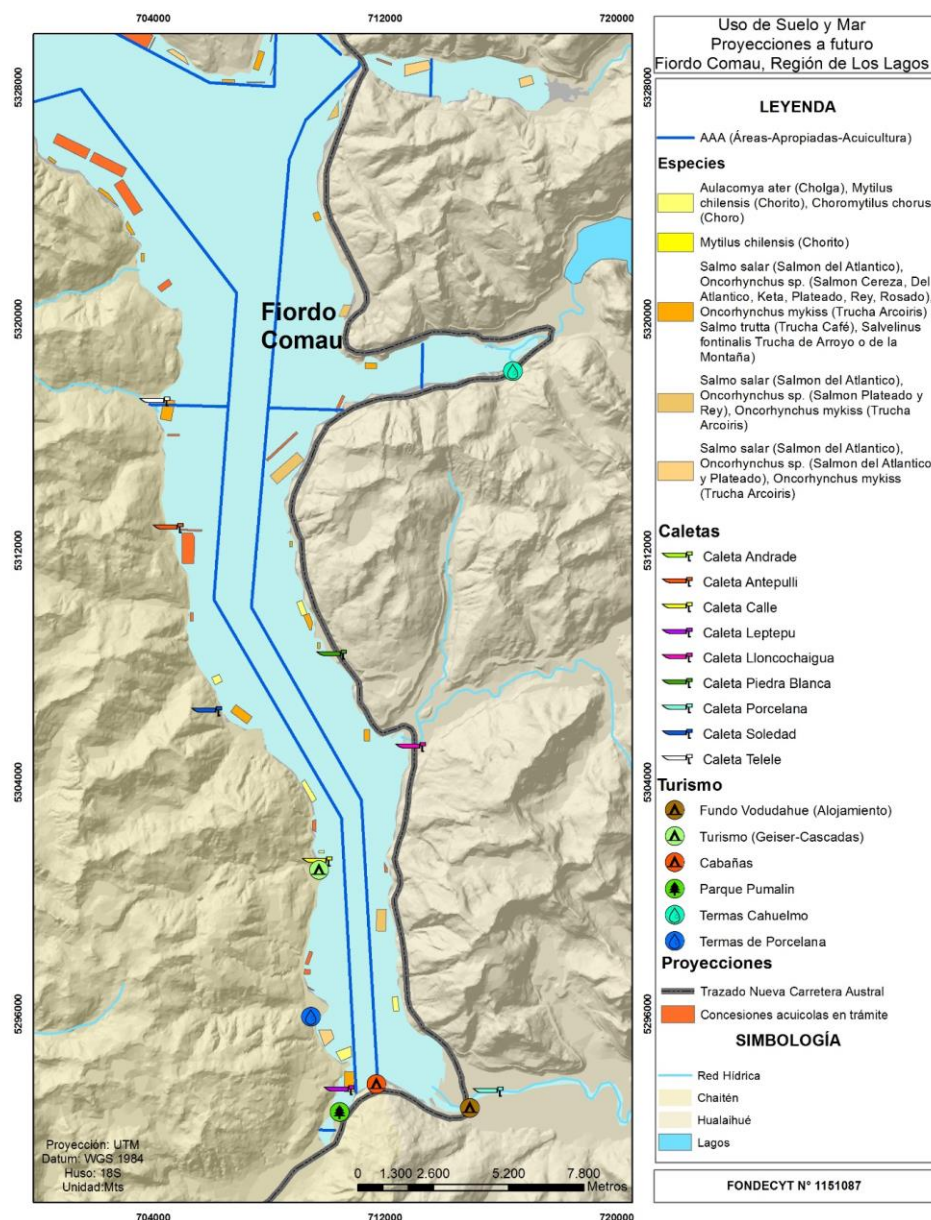 704000
712000
720000
5328000
5320000
5312000
5304000
5296000
Fiordo
Comau
5328000
5320000
5312000
5304000
5296000
Proyección: UTM
Datum: WGS 1984
Huso: 18S
Unidad:Mts
0 1.300 2.600 5.200 7.800
Metros
704000
712000
720000
Uso de Suelo y Mar
Proyecciones a futuro
Fiordo Comau, Región de Los Lagos
LEYENDA
AAA (Áreas-Apropiadas-Acuicultura)
Especies
Aulacomya ater (Cholga), Mytilus
chilensis (Chorito), Choromytilus chorus
(Choro)
Mytilus chilensis (Chorito)
Salmo salar (Salmon del Atlantico),
Oncorhynchus sp. (Salmon Cereza, Del
Atlantico, Keta, Plateado, Rey, Rosado),
Oncorhynchus mykiss (Trucha Arcoiris)
Salmo trutta (Trucha Café), Salvelinus
fontinalis Trucha de Arroyo o de la
Montaña)
Salmo salar (Salmon del Atlantico),
Oncorhynchus sp. (Salmon Plateado y
Rey), Oncorhynchus mykiss (Trucha
Arcoiris)
Salmo salar (Salmon del Atlantico),
Oncorhynchus sp. (Salmon del Atlantico
y Plateado), Oncorhynchus mykiss
(Trucha Arcoiris)
Caletas
Caleta Andrade
Caleta Antepulli
Caleta Calle
Caleta Leptepu
Caleta Lloncochaigua
Caleta Piedra Blanca
Caleta Porcelana
Caleta Soledad
Caleta Telele
Turismo
Fundo Vodudahue (Alojamiento)
Turismo (Geiser-Cascadas)
Cabañas
Parque Pumalin
Termas Cahuelmo
Termas de Porcelana
Proyecciones
Trazado Nueva Carretera Austral
Concesiones acuicolas en trámite
SIMBOLOGÍA
Red Hídrica
Chaitén
Hualaihué
Lagos
FONDECYT N° 1151087